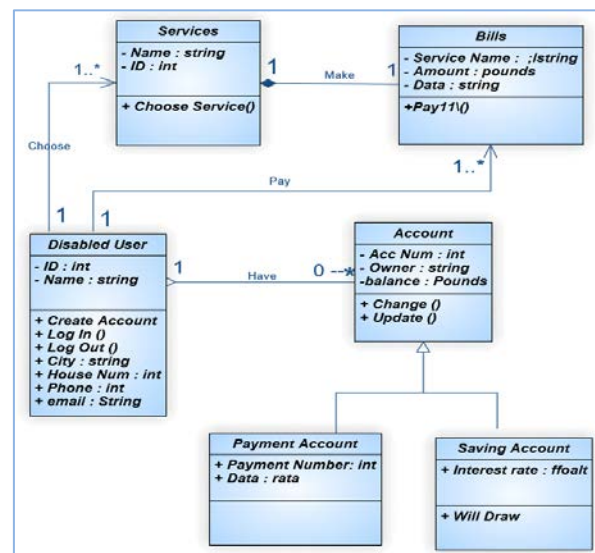 Services
- Name : string
- ID : int
+ Choose Service()
Bills
- Service Name : ;lstring
- Amount : pounds
- Data : string
+Pay11\()
1
Make
1
1..*
Choose
1
1
Pay
1..*
Disabled User
- ID : int
- Name : string
+ Create Account
+ Log In ()
+ Log Out ()
+ City : string
+ House Num : int
+ Phone : int
+ email : String
1
Have
0 --*
Account
- Acc Num : int
- Owner : string
-balance : Pounds
+ Change ()
+ Update ()
Payment Account
+ Payment Number: int
+ Data : rata
Saving Account
+ Interest rate : ffoalt
+ Will Draw